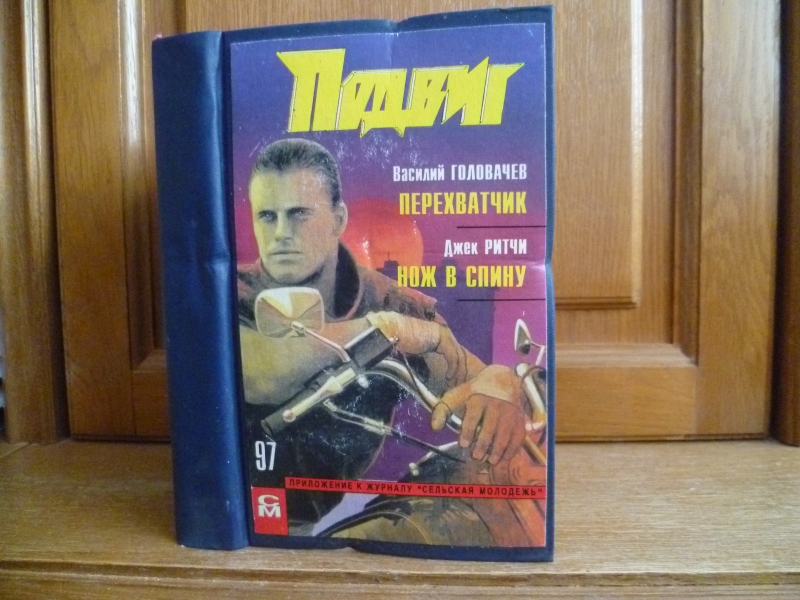 Подвиг
Василий ГОЛОВАЧЕВ
ПЕРЕХВАТЧИК
Джек РИТЧИ
НОЖ В СПИНУ
97
ПРИЛОЖЕНИЕ К ЖУРНАЛУ "СЕЛЬСКАЯ МОЛОДЕЖЬ"
СМ